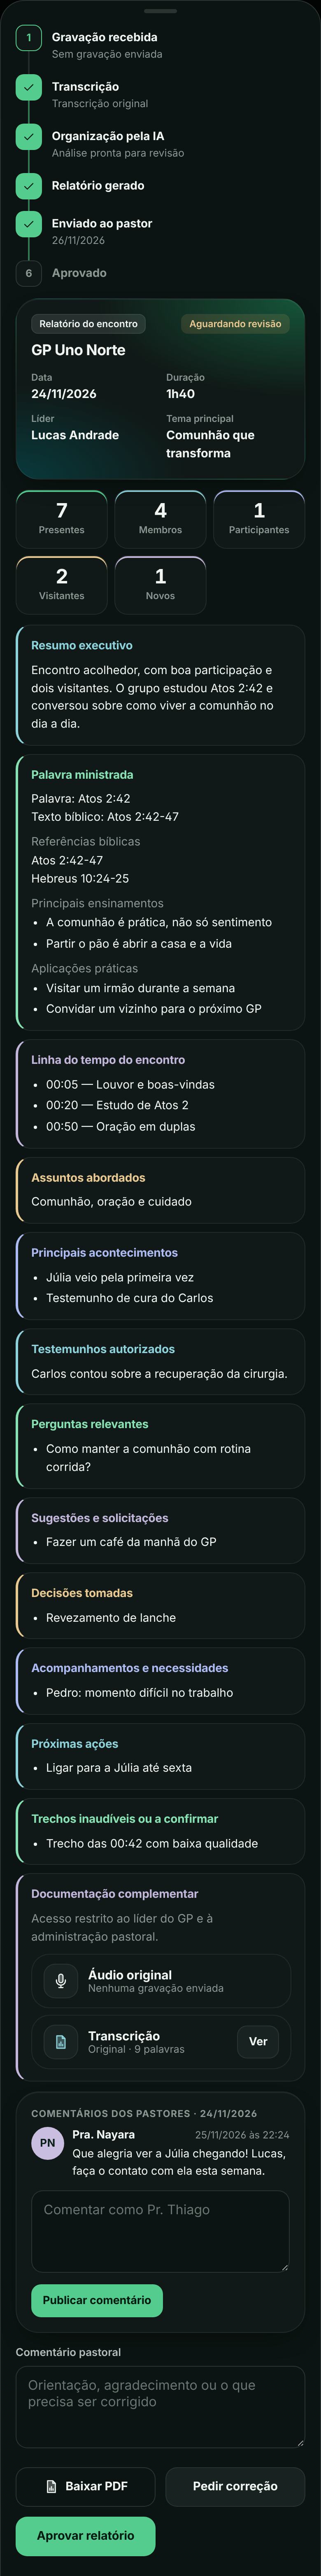 1
Gravação recebida
Sem gravação enviada
Transcrição
Transcrição original
Organização pela IA
Análise pronta para revisão
Relatório gerado
Enviado ao pastor
26/11/2026
6
Aprovado
Relatório do encontro
Aguardando revisão
GP Uno Norte
Data
Duração
24/11/2026
1h40
Líder
Tema principal
Lucas Andrade
Comunhão que
transforma
7
4
1
Presentes
Membros
Participantes
2
1
Visitantes
Novos
Resumo executivo
Encontro acolhedor, com boa participação e
dois visitantes. O grupo estudou Atos 2:42 e
conversou sobre como viver a comunhão no
dia a dia.
Palavra ministrada
Palavra: Atos 2:42
Texto bíblico: Atos 2:42-47
Referências bíblicas
Atos 2:42-47
Hebreus 10:24-25
Principais ensinamentos
• A comunhão é prática, não só sentimento
• Partir o pão é abrir a casa e a vida
Aplicações práticas
• Visitar um irmão durante a semana
• Convidar um vizinho para o próximo GP
Linha do tempo do encontro
• 00:05 — Louvor e boas-vindas
• 00:20 — Estudo de Atos 2
• 00:50 — Oração em duplas
Assuntos abordados
Comunhão, oração e cuidado
Principais acontecimentos
• Júlia veio pela primeira vez
• Testemunho de cura do Carlos
Testemunhos autorizados
Carlos contou sobre a recuperação da cirurgia.
Perguntas relevantes
• Como manter a comunhão com rotina
corrida?
Sugestões e solicitações
• Fazer um café da manhã do GP
Decisões tomadas
• Revezamento de lanche
Acompanhamentos e necessidades
• Pedro: momento difícil no trabalho
Próximas ações
• Ligar para a Júlia até sexta
Trechos inaudíveis ou a confirmar
• Trecho das 00:42 com baixa qualidade
Documentação complementar
Acesso restrito ao líder do GP e à
administração pastoral.
Áudio original
Nenhuma gravação enviada
Transcrição
Original · 9 palavras
Ver
COMENTÁRIOS DOS PASTORES · 24/11/2026
PN
Pra. Nayara
25/11/2026 às 22:24
Que alegria ver a Júlia chegando! Lucas,
faça o contato com ela esta semana.
Comentar como Pr. Thiago
Publicar comentário
Comentário pastoral
Orientação, agradecimento ou o que
precisa ser corrigido
Baixar PDF
Pedir correção
Aprovar relatório